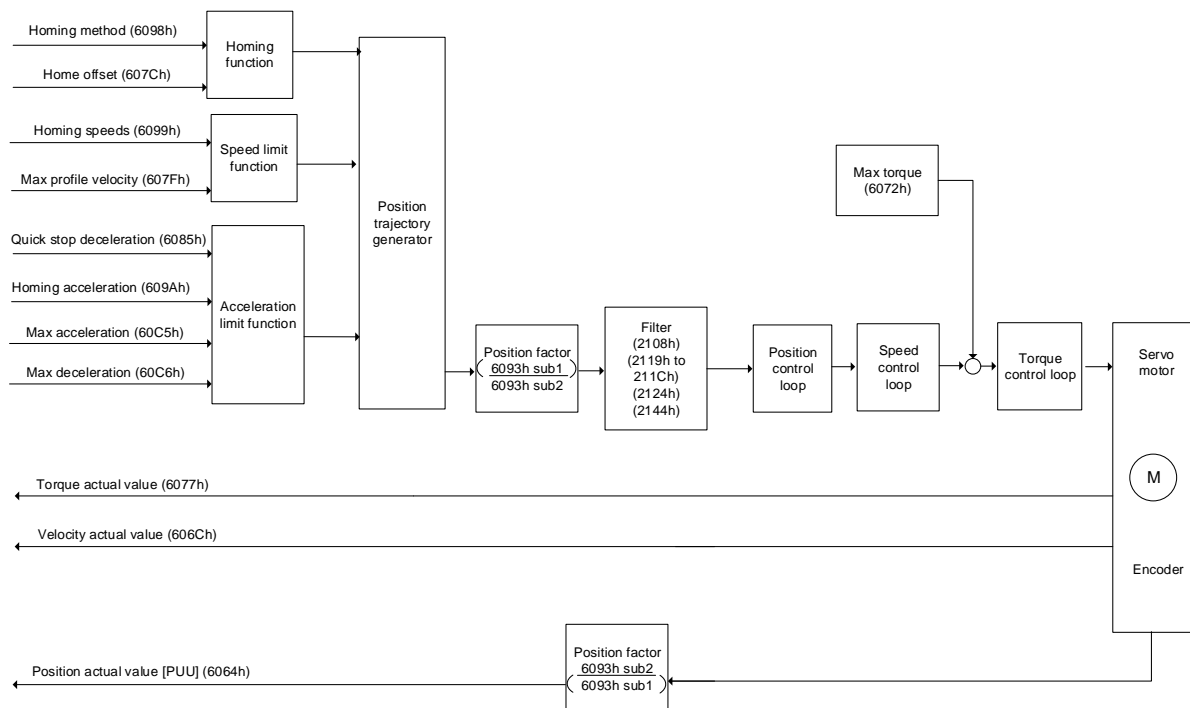 Homing method (6098h)
Home offset (607Ch)
Homing
function
Homing speeds (6099h)
Max profile velocity (607Fh)
Speed limit
function
Quick stop deceleration (6085h)
Homing acceleration (609Ah)
Max acceleration (60C5h)
Max deceleration (60C6h)
Acceleration
limit function
Position
trajectory
generator
Position factor
(6093h sub1
6093h sub2)
Filter
(2108h)
(2119h to
211Ch)
(2124h)
(2144h)
Position
control
loop
Speed
control
loop
Max torque
(6072h)
Torque
control loop
Servo
motor
M
Encoder
Torque actual value (6077h)
Velocity actual value (606Ch)
Position actual value [PUU] (6064h)
Position factor
(6093h sub2
6093h sub1)